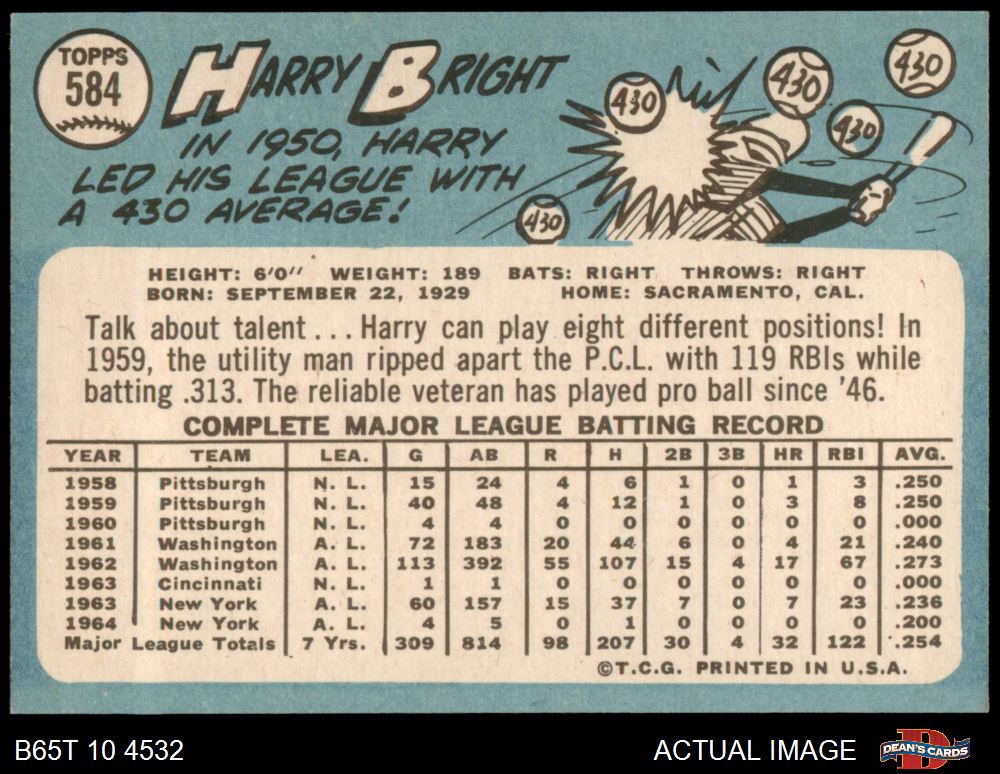 TOPPS
584
HARRY BRIGHT
IN 1950, HARRY
LED HIS LEAGUE WITH
A 430 AVERAGE!
430
430
430
430
430
HEIGHT: 6'0" WEIGHT: 189 BATS: RIGHT THROWS: RIGHT
BORN: SEPTEMBER 22, 1929 HOME: SACRAMENTO, CAL.
Talk about talent . . . Harry can play eight different positions! In
1959, the utility man ripped apart the P.C.L. with 119 RBIs while
batting .313. The reliable veteran has played pro ball since '46.
COMPLETE MAJOR LEAGUE BATTING RECORD
YEAR TEAM LEA. G AB R H 2B 3B HR RBI AVG.
1958 Pittsburgh N. L. 15 24 4 6 1 0 1 3 .250
1959 Pittsburgh N. L. 40 48 4 12 1 0 3 8 .250
1960 Pittsburgh N. L. 4 4 0 0 0 0 0 0 .000
1961 Washington A. L. 72 183 20 44 6 0 4 21 .240
1962 Washington A. L. 113 392 55 107 15 4 17 67 .273
1963 Cincinnati N. L. 1 1 0 0 0 0 0 0 .000
1963 New York A. L. 60 157 15 37 7 0 7 23 .236
1964 New York A. L. 4 5 0 1 0 0 0 0 .200
Major League Totals 7 Yrs. 309 814 98 207 30 4 32 122 .254
©T.C.G. PRINTED IN U.S.A.
B65T 10 4532 ACTUAL IMAGE DEAN'S CARDS